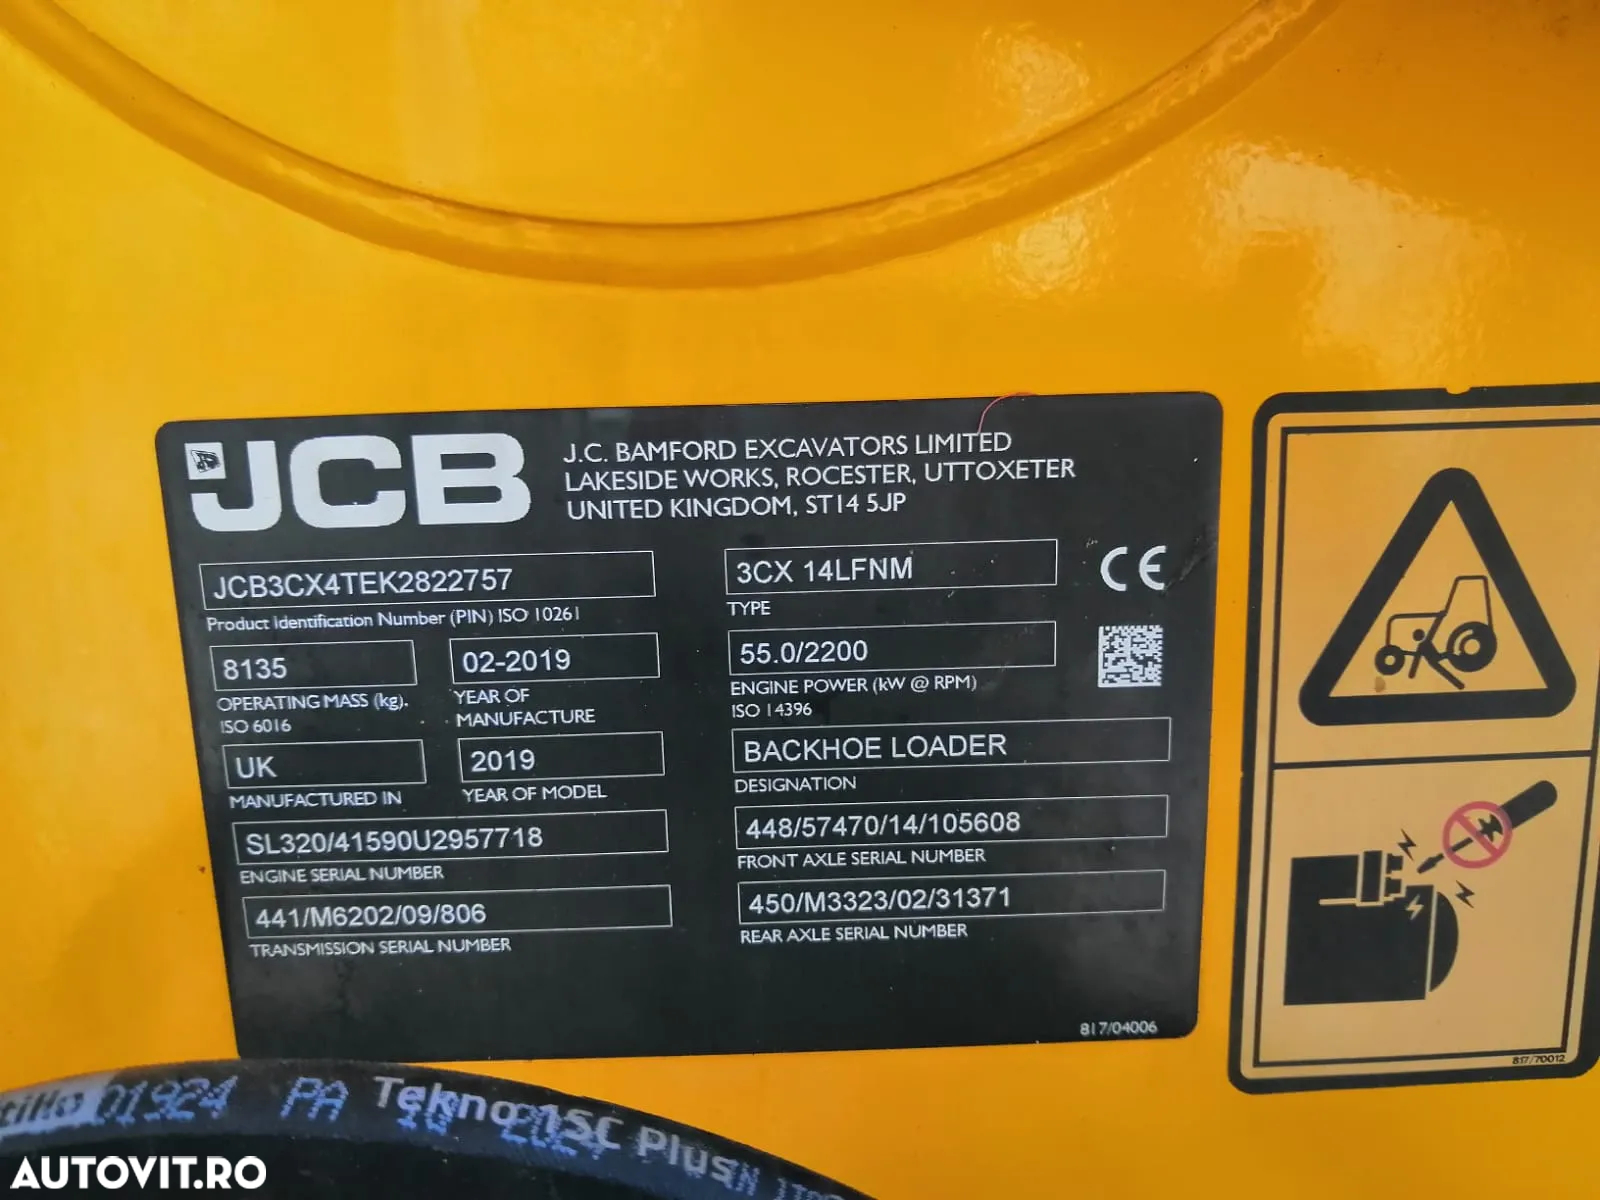 JCB
J.C. BAMFORD EXCAVATORS LIMITED
LAKESIDE WORKS, ROCESTER, UTTOXETER
UNITED KINGDOM, ST14 5JP
JCB3CX4TEK2822757
Product Identification Number (PIN) ISO 10261
3CX 14LFNM
TYPE
CE
8135
OPERATING MASS (kg).
ISO 6016
02-2019
YEAR OF
MANUFACTURE
55.0/2200
ENGINE POWER (kW @ RPM)
ISO 14396
UK
MANUFACTURED IN
2019
YEAR OF MODEL
BACKHOE LOADER
DESIGNATION
SL320/41590U2957718
ENGINE SERIAL NUMBER
448/57470/14/105608
FRONT AXLE SERIAL NUMBER
441/M6202/09/806
TRANSMISSION SERIAL NUMBER
450/M3323/02/31371
REAR AXLE SERIAL NUMBER
817/04006
817/70012
01924 PA Tekno 1SC Plus
AUTOVIT.RO